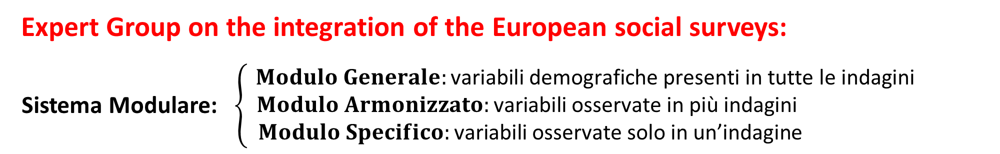 Expert Group on the integration of the European social surveys:
Modulo Generale: variabili demografiche presenti in tutte le indagini
Sistema Modulare: Modulo Armonizzato: variabili osservate in più indagini
Modulo Specifico: variabili osservate solo in un’indagine